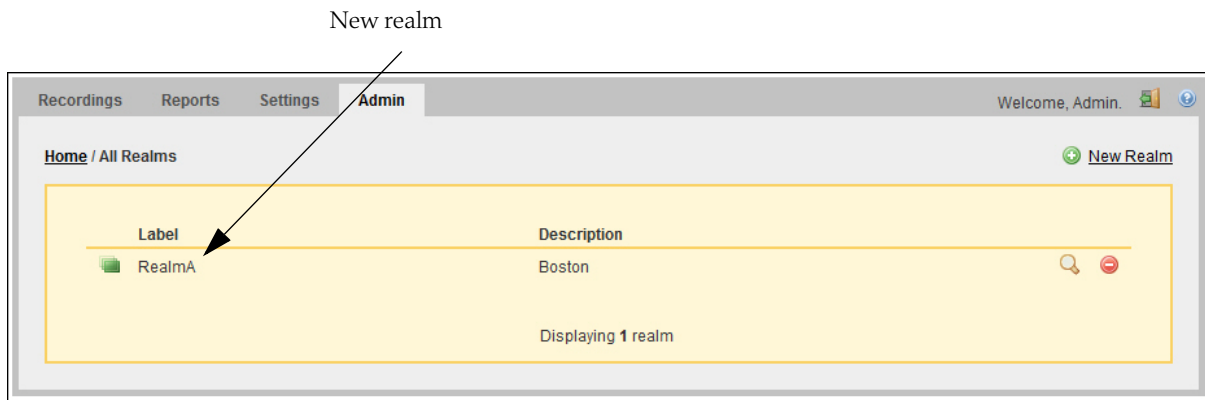 New realm
Recordings Reports Settings Admin Welcome, Admin.
Home / All Realms New Realm
Label Description
RealmA Boston
Displaying 1 realm